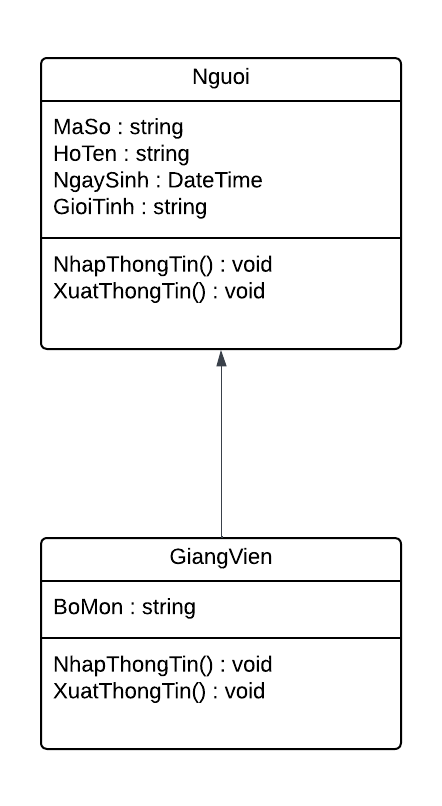 Nguoi
MaSo : string
HoTen : string
NgaySinh : DateTime
GioiTinh : string
NhapThongTin() : void
XuatThongTin() : void
GiangVien
BoMon : string
NhapThongTin() : void
XuatThongTin() : void